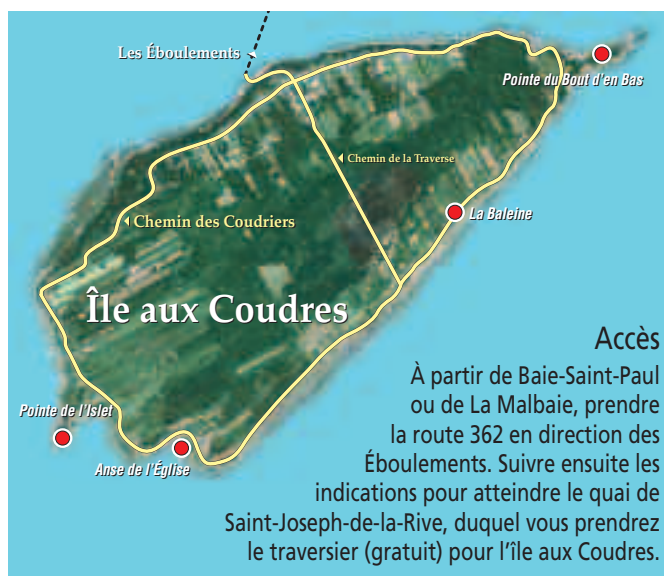 Les Éboulements
Pointe du Bout d'en Bas
Chemin de la Traverse
La Baleine
Chemin des Coudriers
Île aux Coudres
Pointe de l'Islet
Anse de l'Église
Accès
À partir de Baie-Saint-Paul
ou de La Malbaie, prendre
la route 362 en direction des
Éboulements. Suivre ensuite les
indications pour atteindre le quai de
Saint-Joseph-de-la-Rive, duquel vous prendrez
le traversier (gratuit) pour l'île aux Coudres.